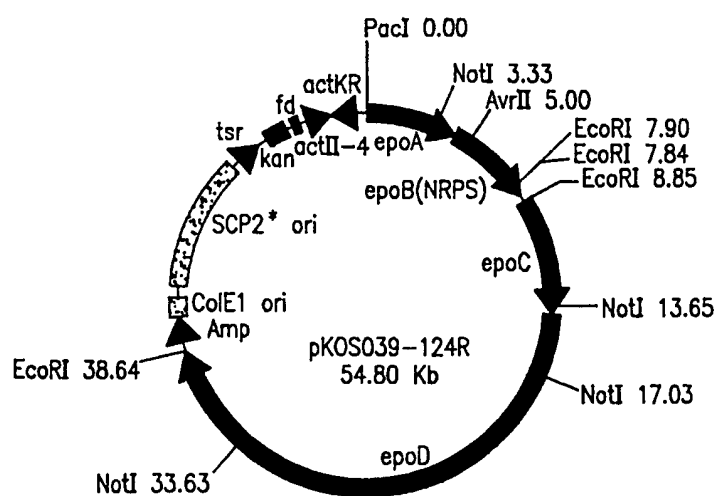 PacI 0.00
actKR
NotI 3.33
fd
AvrII 5.00
tsr
EcoRI 7.90
kan
actII-4
epoA
EcoRI 7.84
epoB(NRPS)
EcoRI 8.85
SCP2* ori
epoC
ColE1 ori
NotI 13.65
Amp
pKOS039-124R
EcoRI 38.64
54.80 Kb
NotI 17.03
epoD
NotI 33.63